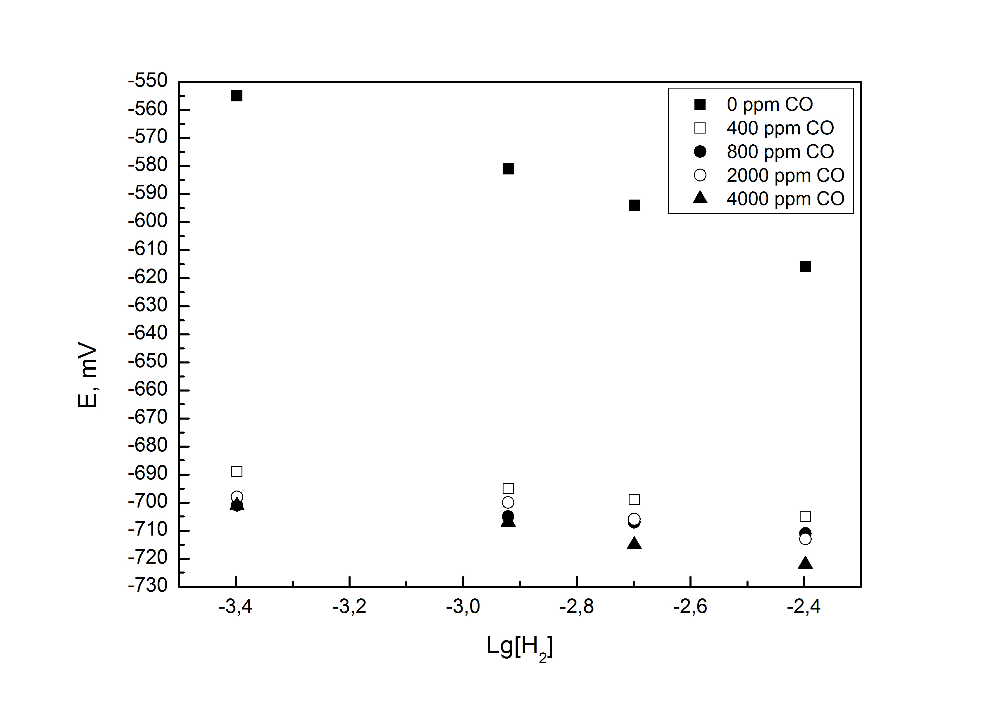 -550
-560
-570
-580
-590
-600
-610
-620
-630
-640
-650
-660
-670
-680
-690
-700
-710
-720
-730
E, mV
0 ppm CO
400 ppm CO
800 ppm CO
2000 ppm CO
4000 ppm CO
-3,4 -3,2 -3,0 -2,8 -2,6 -2,4
Lg[H₂]